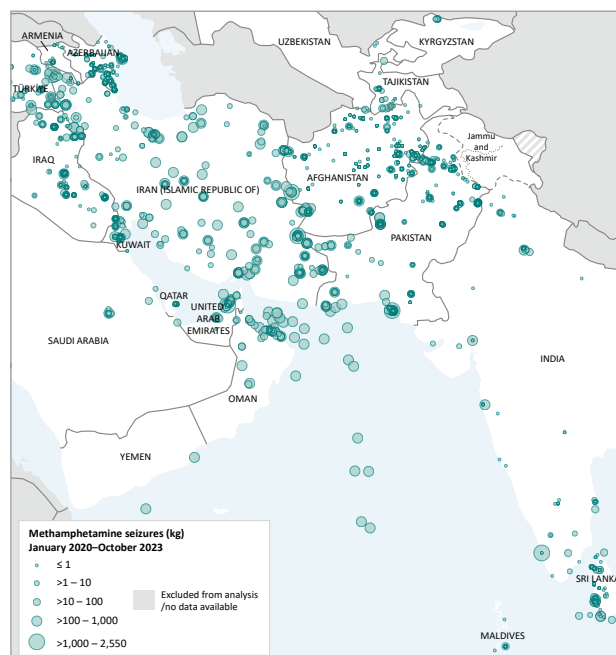 ARMENIA
AZERBAIJAN
TÜRKIYE
UZBEKISTAN
KYRGYZSTAN
TAJIKISTAN
Jammu
and
Kashmir
IRAQ
IRAN (ISLAMIC REPUBLIC OF)
AFGHANISTAN
KUWAIT
PAKISTAN
QATAR
UNITED
ARAB
EMIRATES
SAUDI ARABIA
INDIA
OMAN
YEMEN
Methamphetamine seizures (kg)
January 2020–October 2023
≤ 1
>1 – 10
>10 – 100
>100 – 1,000
>1,000 – 2,550
Excluded from analysis
/no data available
SRI LANKA
MALDIVES